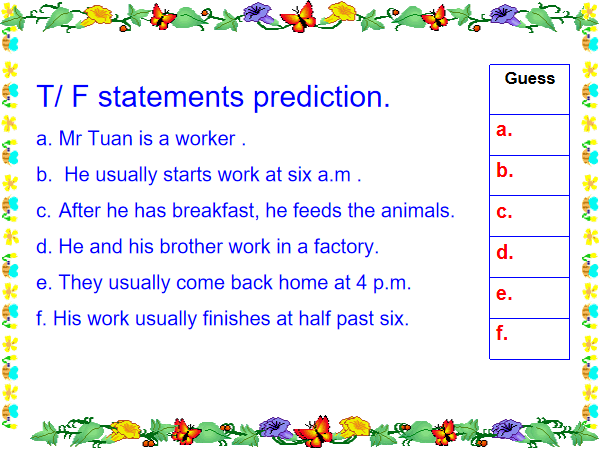 T/ F statements prediction.
a. Mr Tuan is a worker .
b. He usually starts work at six a.m .
c. After he has breakfast, he feeds the animals.
d. He and his brother work in a factory.
e. They usually come back home at 4 p.m.
f. His work usually finishes at half past six.
Guess
a.
b.
c.
d.
e.
f.